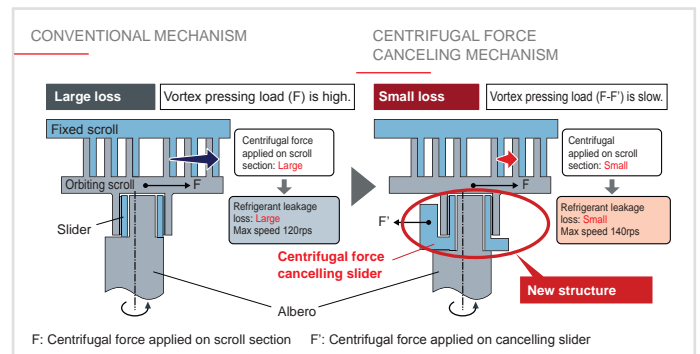 CONVENTIONAL MECHANISM
CENTRIFUGAL FORCE
CANCELING MECHANISM
Large loss
Vortex pressing load (F) is high.
Small loss
Vortex pressing load (F-F’) is slow.
Fixed scroll
Centrifugal force
applied on scroll
section: Large
Centrifugal
applied on scroll
section: Small
Orbiting scroll
F
F
Slider
Refrigerant leakage
loss: Large
Max speed 120rps
F’
Refrigerant leakage
loss: Small
Max speed 140rps
Centrifugal force
cancelling slider
New structure
Albero
F: Centrifugal force applied on scroll section
F’: Centrifugal force applied on cancelling slider